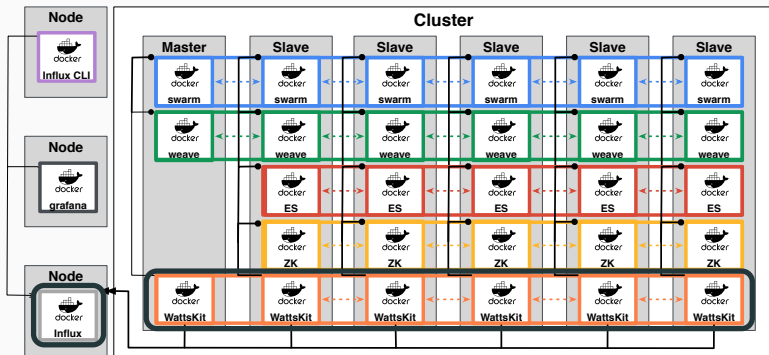 Node
docker
Influx CLI
Node
docker
grafana
Node
docker
Influx
Cluster
Master Slave Slave Slave Slave Slave
docker docker docker docker docker docker
swarm swarm swarm swarm swarm swarm
docker docker docker docker docker docker
weave weave weave weave weave weave
docker docker docker docker docker
ES ES ES ES ES
docker docker docker docker docker
ZK ZK ZK ZK ZK
docker docker docker docker docker docker
WattsKit WattsKit WattsKit WattsKit WattsKit WattsKit